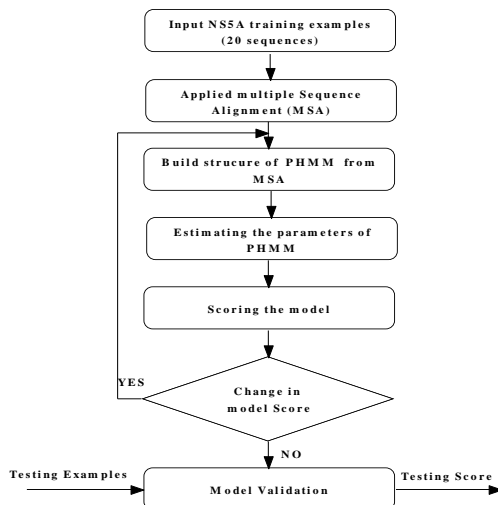 Input NS5A training examples
(20 sequences)
Applied multiple Sequence
Alignment (MSA)
Build strucure of PHMM from
MSA
Estimating the parameters of
PHMM
Scoring the model
YES
Change in
model Score
NO
Testing Examples
Testing Score
Model Validation